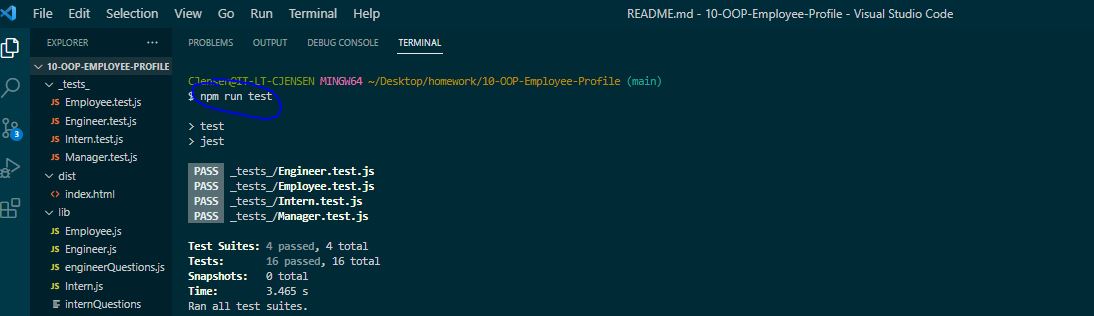 File Edit Selection View Go Run Terminal Help README.md - 10-OOP-Employee-Profile - Visual Studio Code
EXPLORER ··· PROBLEMS OUTPUT DEBUG CONSOLE TERMINAL
10-OOP-EMPLOYEE-PROFILE
_tests_
JS Employee.test.js
JS Engineer.test.js
JS Intern.test.js
JS Manager.test.js
dist
<> index.html
lib
JS Employee.js
JS Engineer.js
JS engineerQuestions.js
JS Intern.js
internQuestions
3
CJensen@IT-LT-CJENSEN MINGW64 ~/Desktop/homework/10-OOP-Employee-Profile (main)
$ npm run test
> test
> jest
PASS _tests_/Engineer.test.js
PASS _tests_/Employee.test.js
PASS _tests_/Intern.test.js
PASS _tests_/Manager.test.js
Test Suites: 4 passed, 4 total
Tests: 16 passed, 16 total
Snapshots: 0 total
Time: 3.465 s
Ran all test suites.